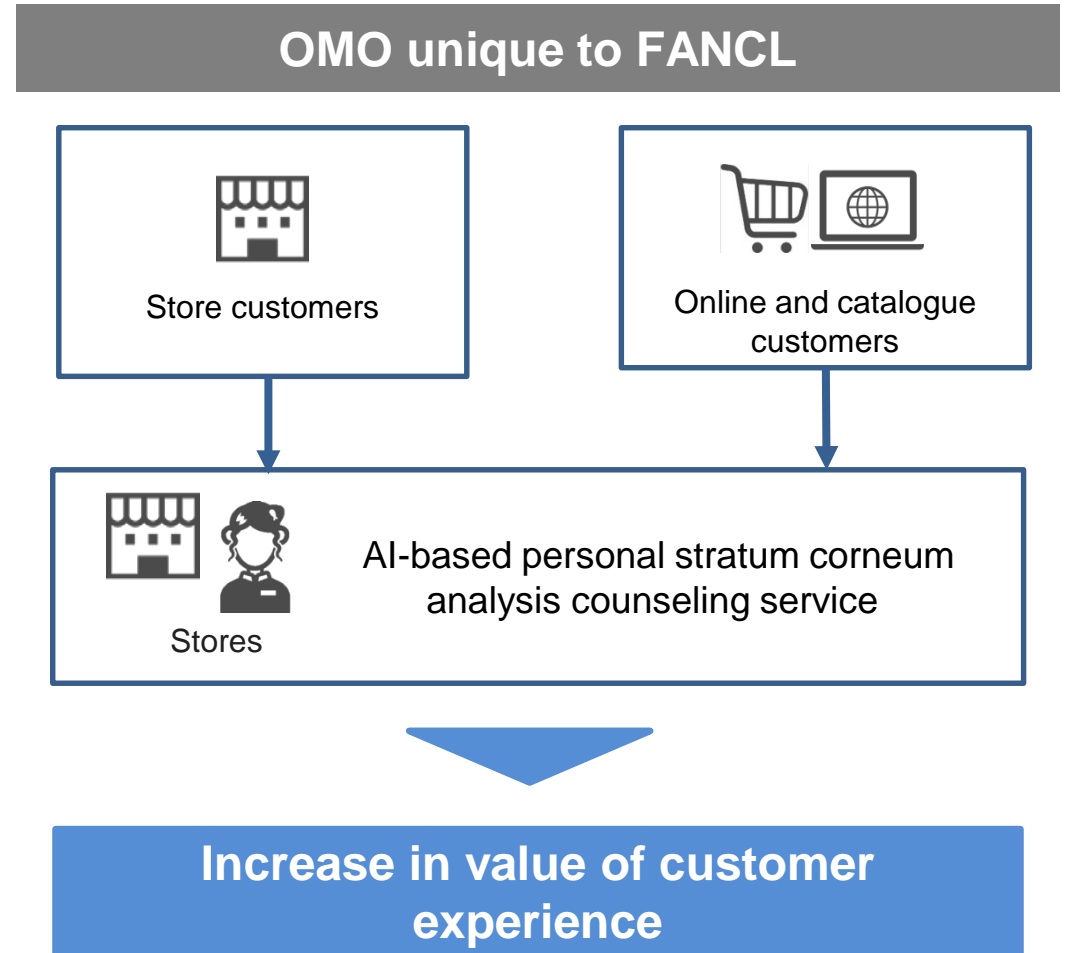 OMO unique to FANCL
Store customers
Online and catalogue
customers
AI-based personal stratum corneum
analysis counseling service
Stores
Increase in value of customer
experience